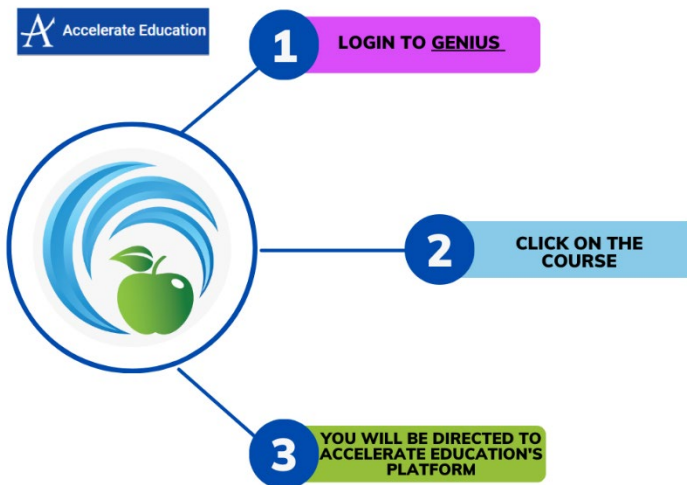 Accelerate Education
1
LOGIN TO GENIUS
2
CLICK ON THE
COURSE
3
YOU WILL BE DIRECTED TO
ACCELERATE EDUCATION'S
PLATFORM